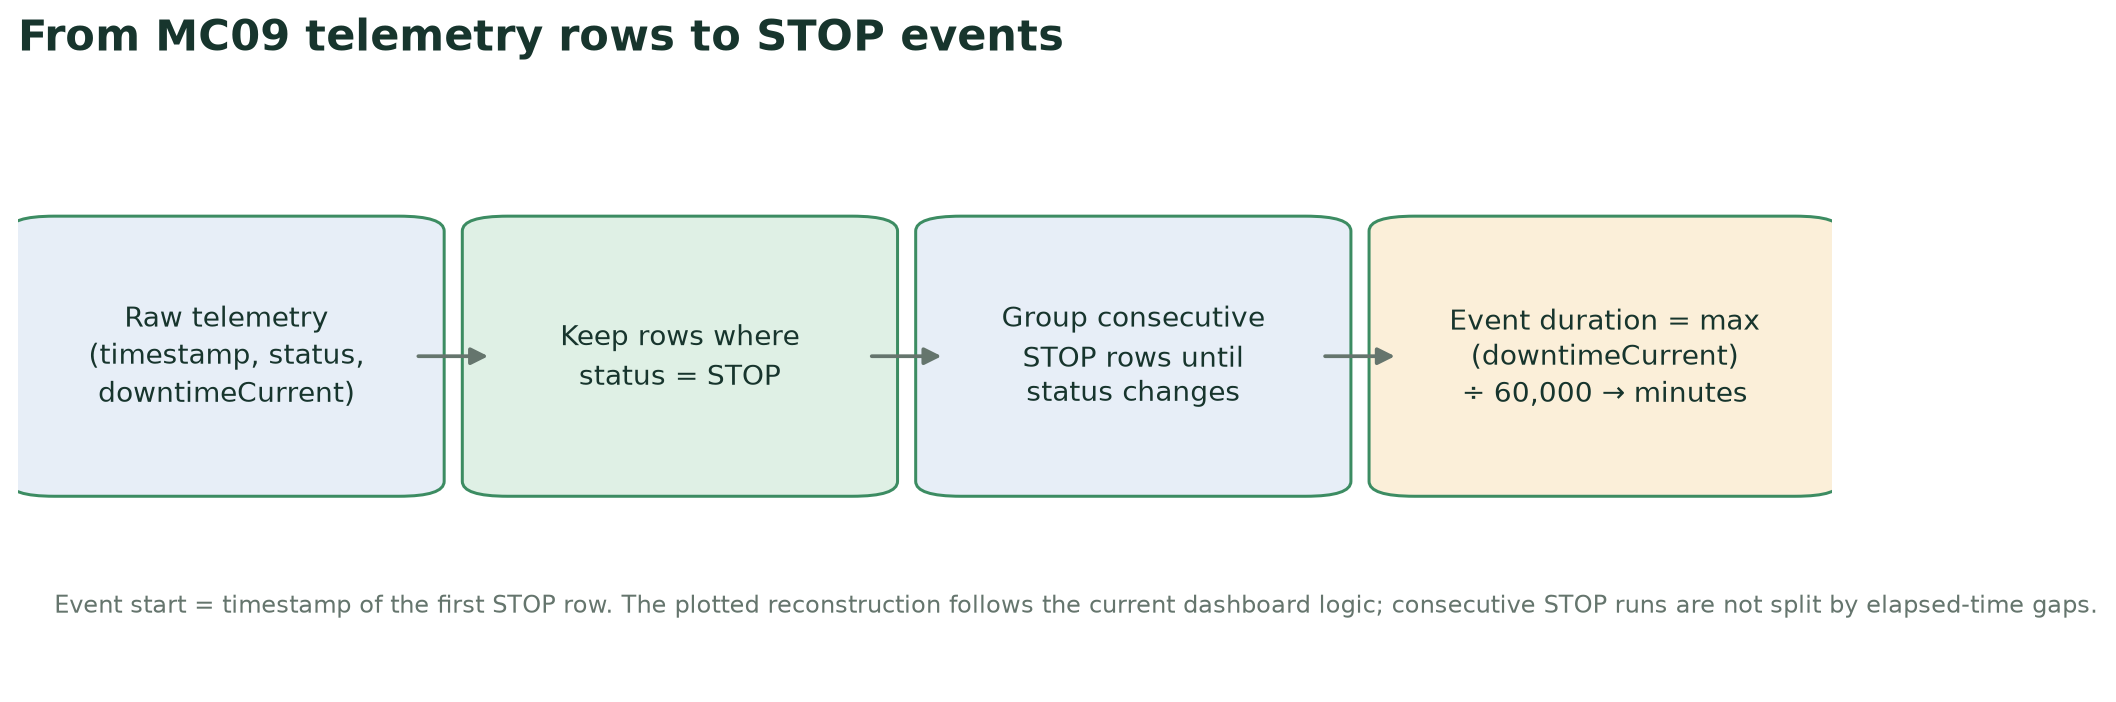 From MC09 telemetry rows to STOP events
Raw telemetry
(timestamp, status,
downtimeCurrent)
Keep rows where
status = STOP
Group consecutive
STOP rows until
status changes
Event duration = max
(downtimeCurrent)
÷ 60,000 → minutes
Event start = timestamp of the first STOP row. The plotted reconstruction follows the current dashboard logic; consecutive STOP runs are not split by elapsed-time gaps.